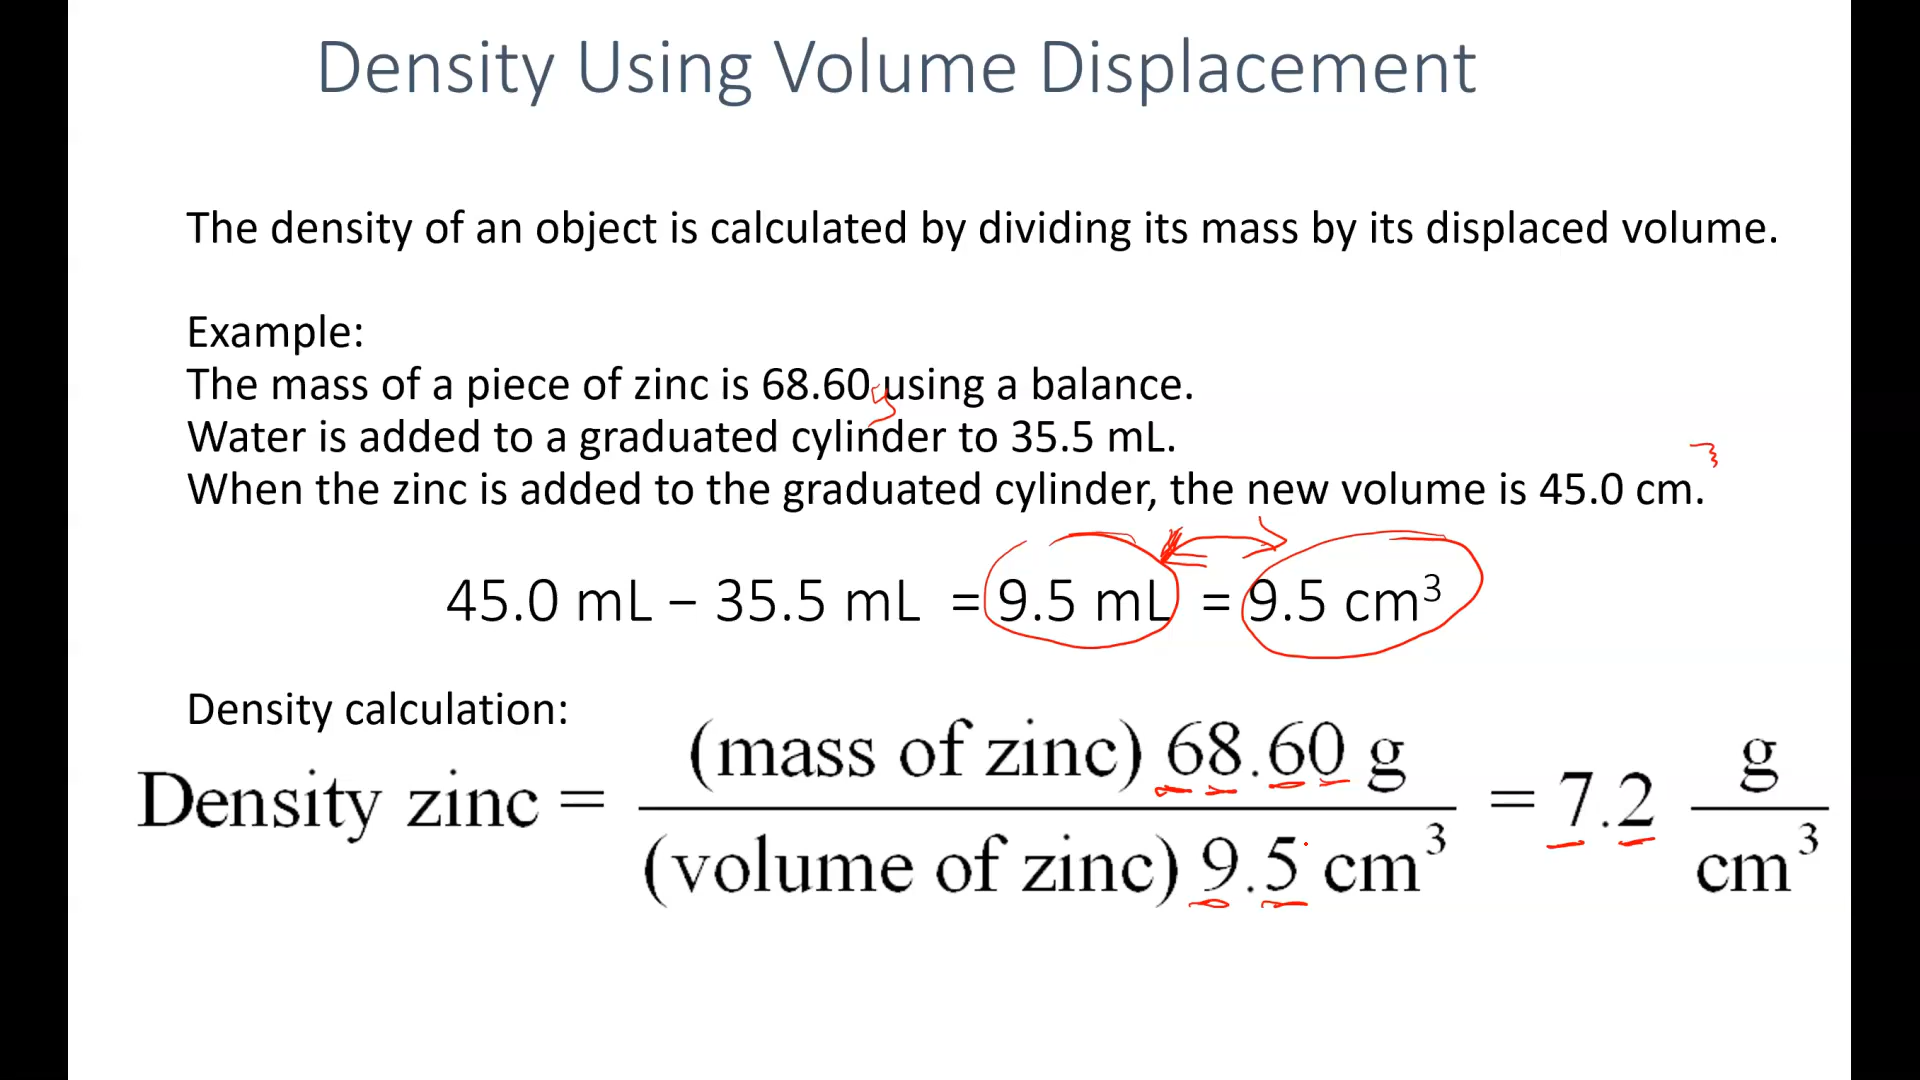 Density Using Volume Displacement
The density of an object is calculated by dividing its mass by its displaced volume.
Example:
The mass of a piece of zinc is 68.60 g using a balance.
Water is added to a graduated cylinder to 35.5 mL.
When the zinc is added to the graduated cylinder, the new volume is 45.0 cm.³
45.0 mL – 35.5 mL = 9.5 mL = 9.5 cm³
Density calculation:
(mass of zinc) 68.60 g
Density zinc = = 7.2 g
(volume of zinc) 9.5 cm³ cm³